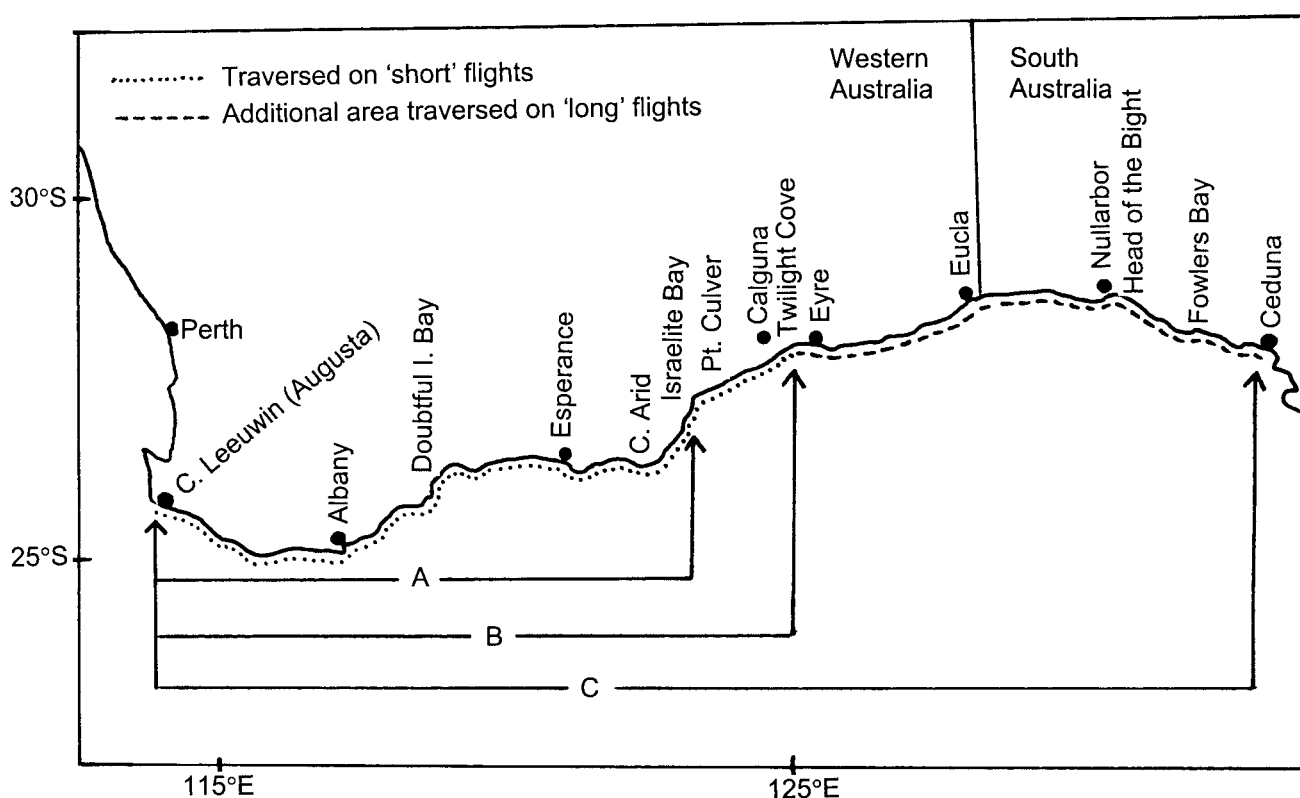 Traversed on ‘short’ flights
Additional area traversed on ‘long’ flights
Western
Australia
South
Australia
30°S
25°S
Perth
C. Leeuwin (Augusta)
Albany
Doubtful I. Bay
Esperance
C. Arid
Israelite Bay
Pt. Culver
Calguna
Twilight Cove
Eyre
Eucla
Nullarbor
Head of the Bight
Fowlers Bay
Ceduna
A
B
C
115°E
125°E